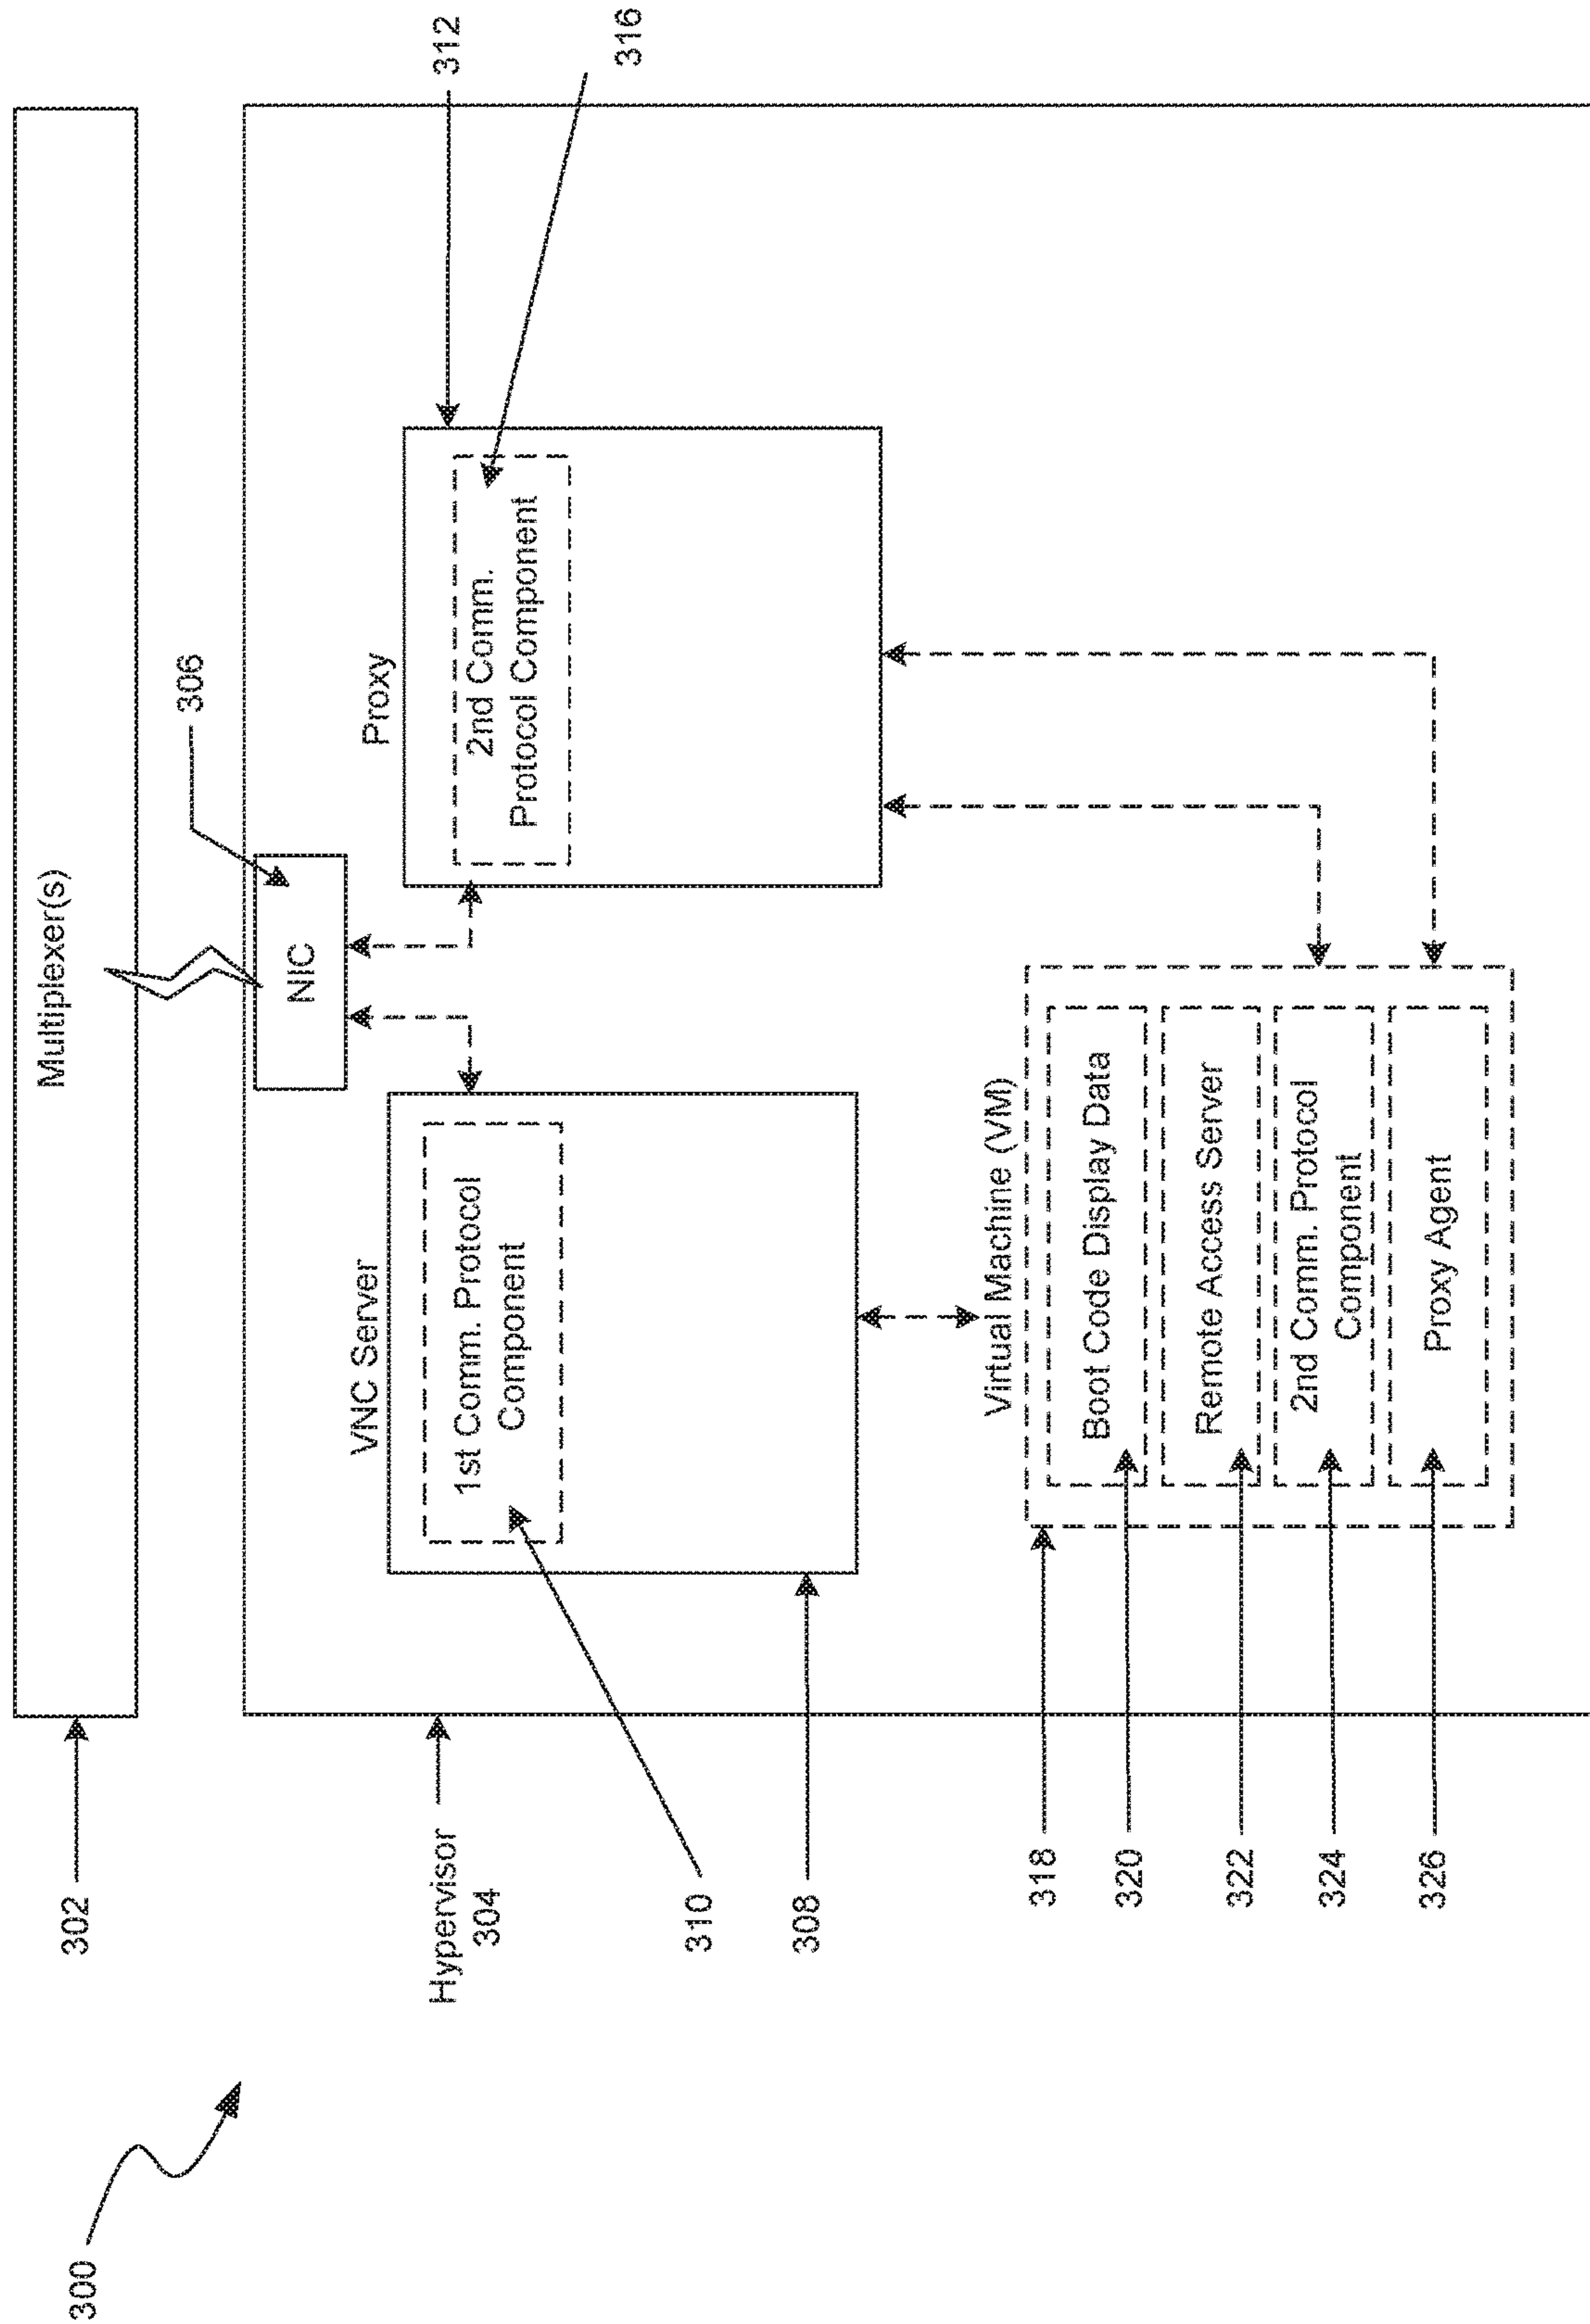 300
302
Multiplexer(s)
Hypervisor
304
306
NIC
VNC Server
1st Comm. Protocol
Component
310
308
Proxy
2nd Comm.
Protocol Component
312
316
Virtual Machine (VM)
318
Boot Code Display Data
320
Remote Access Server
322
2nd Comm. Protocol
Component
324
Proxy Agent
326